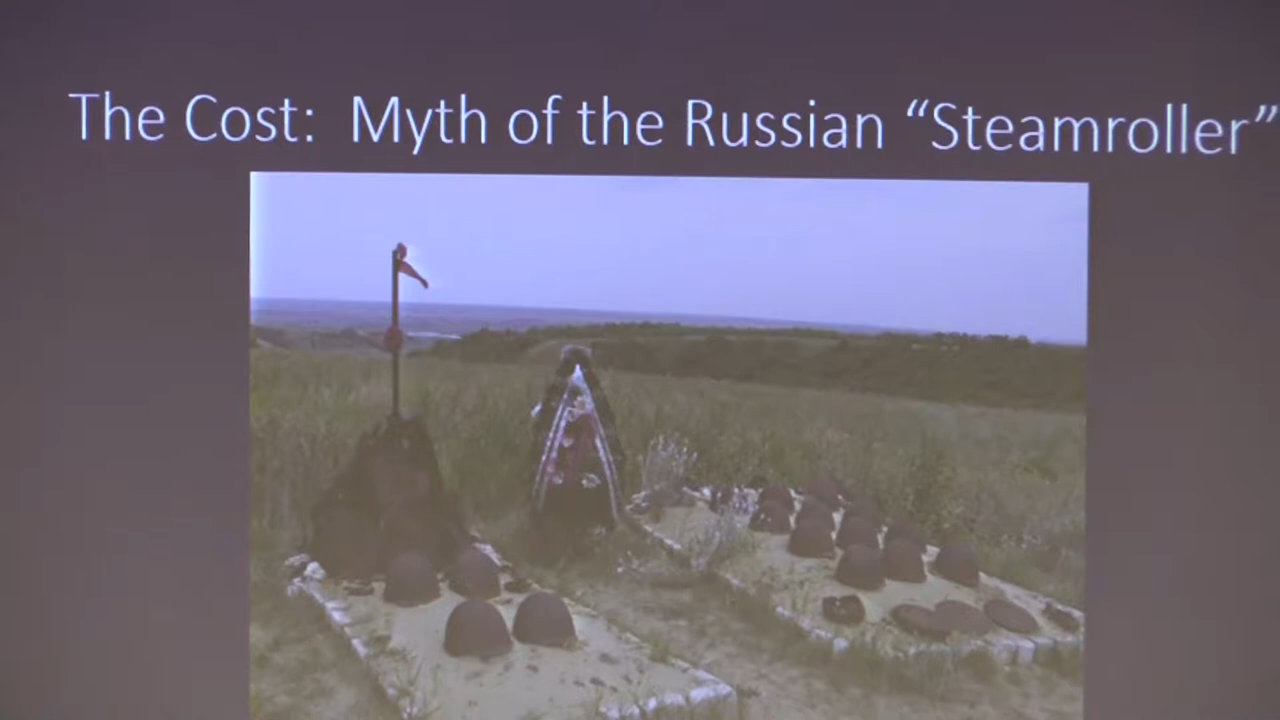 The Cost:  Myth of the Russian “Steamroller”